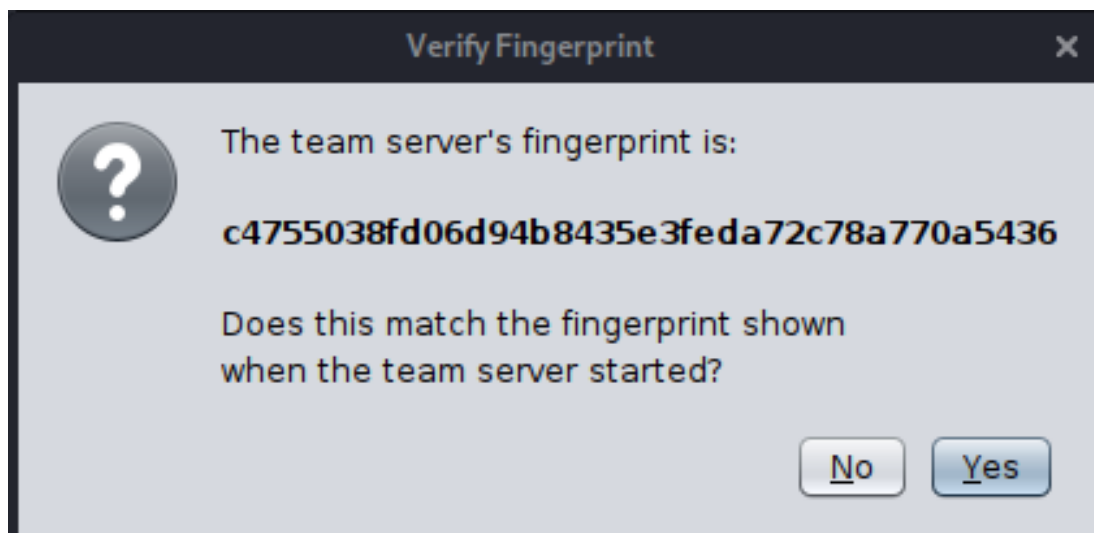 Verify Fingerprint
The team server's fingerprint is:
c4755038fd06d94b8435e3feda72c78a770a5436
Does this match the fingerprint shown
when the team server started?
No
Yes